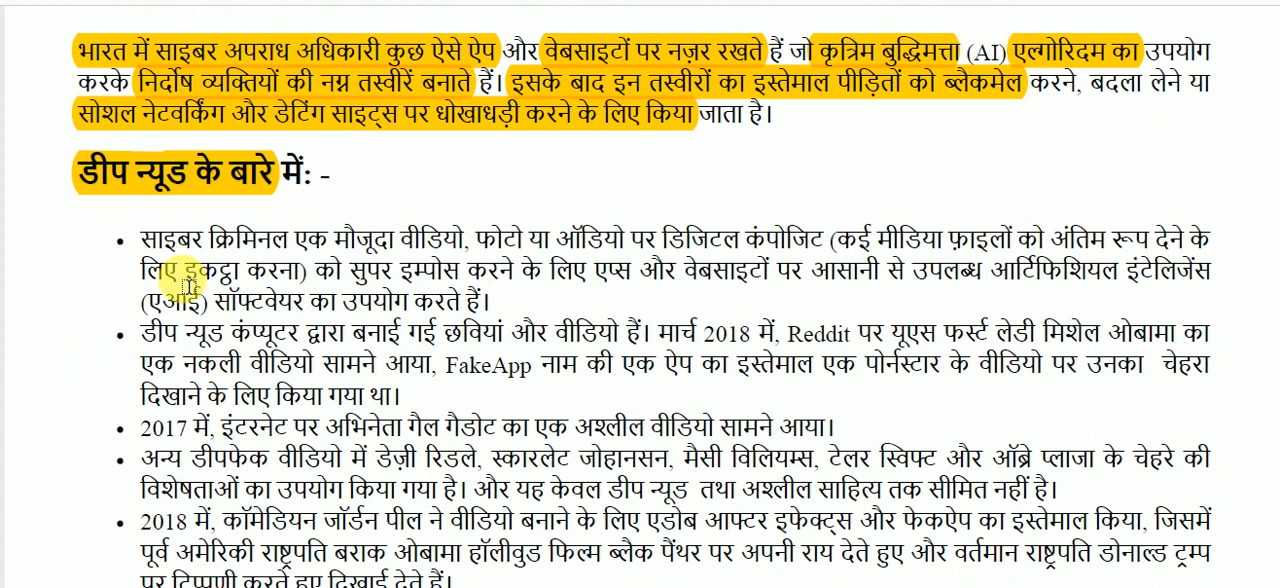 भारत में साइबर अपराध अधिकारी कुछ ऐसे ऐप और वेबसाइटों पर नज़र रखते हैं जो कृत्रिम बुद्धिमत्ता (AI) एल्गोरिदम का उपयोग
करके निर्दोष व्यक्तियों की नग्न तस्वीरें बनाते हैं। इसके बाद इन तस्वीरों का इस्तेमाल पीड़ितों को ब्लैकमेल करने, बदला लेने या
सोशल नेटवर्किंग और डेटिंग साइट्स पर धोखाधड़ी करने के लिए किया जाता है।
डीप न्यूड के बारे में: -
• साइबर क्रिमिनल एक मौजूदा वीडियो, फोटो या ऑडियो पर डिजिटल कंपोजिट (कई मीडिया फ़ाइलों को अंतिम रूप देने के
लिए इकट्ठा करना) को सुपर इम्पोस करने के लिए एप्स और वेबसाइटों पर आसानी से उपलब्ध आर्टिफिशियल इंटेलिजेंस
(एआई) सॉफ्टवेयर का उपयोग करते हैं।
• डीप न्यूड कंप्यूटर द्वारा बनाई गई छवियां और वीडियो हैं। मार्च 2018 में, Reddit पर यूएस फर्स्ट लेडी मिशेल ओबामा का
एक नकली वीडियो सामने आया, FakeApp नाम की एक ऐप का इस्तेमाल एक पोर्नस्टार के वीडियो पर उनका चेहरा
दिखाने के लिए किया गया था।
• 2017 में, इंटरनेट पर अभिनेता गैल गैडोट का एक अश्लील वीडियो सामने आया।
• अन्य डीपफेक वीडियो में डेज़ी रिडले, स्कारलेट जोहानसन, मैसी विलियम्स, टेलर स्विफ्ट और ऑब्रे प्लाजा के चेहरे की
विशेषताओं का उपयोग किया गया है। और यह केवल डीप न्यूड तथा अश्लील साहित्य तक सीमित नहीं है।
• 2018 में, कॉमेडियन जॉर्डन पील ने वीडियो बनाने के लिए एडोब आफ्टर इफेक्ट्स और फेकऐप का इस्तेमाल किया, जिसमें
पूर्व अमेरिकी राष्ट्रपति बराक ओबामा हॉलीवुड फिल्म ब्लैक पैंथर पर अपनी राय देते हुए और वर्तमान राष्ट्रपति डोनाल्ड ट्रम्प
पर टिप्पणी करते हुए दिखाई देते हैं।